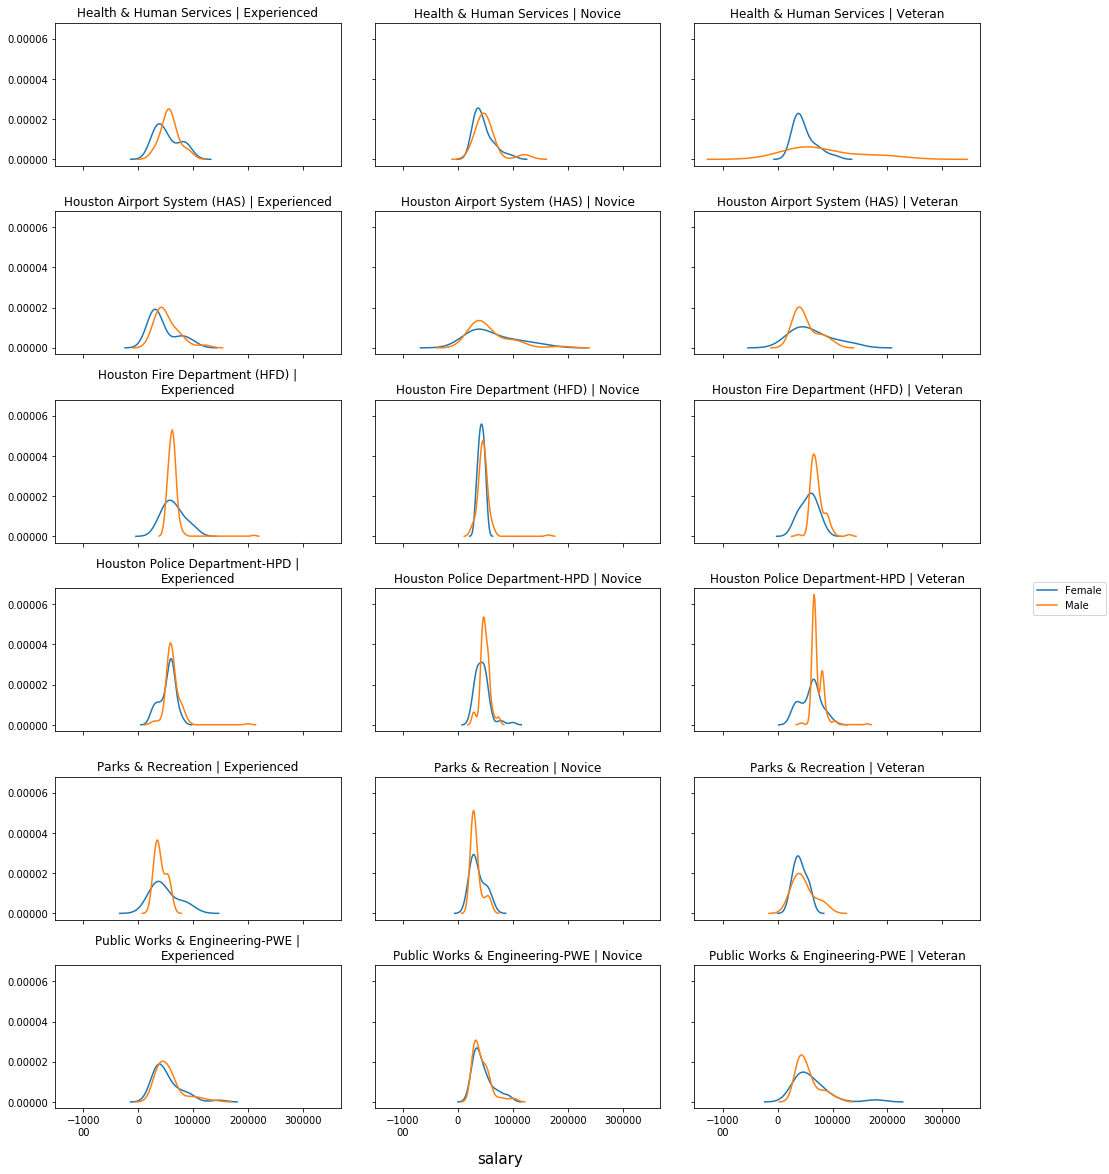 Health & Human Services | Experienced
Health & Human Services | Novice
Health & Human Services | Veteran
0.00006
0.00004
0.00002
0.00000
Houston Airport System (HAS) | Experienced
Houston Airport System (HAS) | Novice
Houston Airport System (HAS) | Veteran
0.00006
0.00004
0.00002
0.00000
Houston Fire Department (HFD) |
Experienced
Houston Fire Department (HFD) | Novice
Houston Fire Department (HFD) | Veteran
0.00006
0.00004
0.00002
0.00000
Houston Police Department-HPD |
Experienced
Houston Police Department-HPD | Novice
Houston Police Department-HPD | Veteran
0.00006
0.00004
0.00002
0.00000
Female
Male
Parks & Recreation | Experienced
Parks & Recreation | Novice
Parks & Recreation | Veteran
0.00006
0.00004
0.00002
0.00000
Public Works & Engineering-PWE |
Experienced
Public Works & Engineering-PWE | Novice
Public Works & Engineering-PWE | Veteran
0.00006
0.00004
0.00002
0.00000
−1000
00
0
100000
200000
300000
−1000
00
0
100000
200000
300000
−1000
00
0
100000
200000
300000
salary